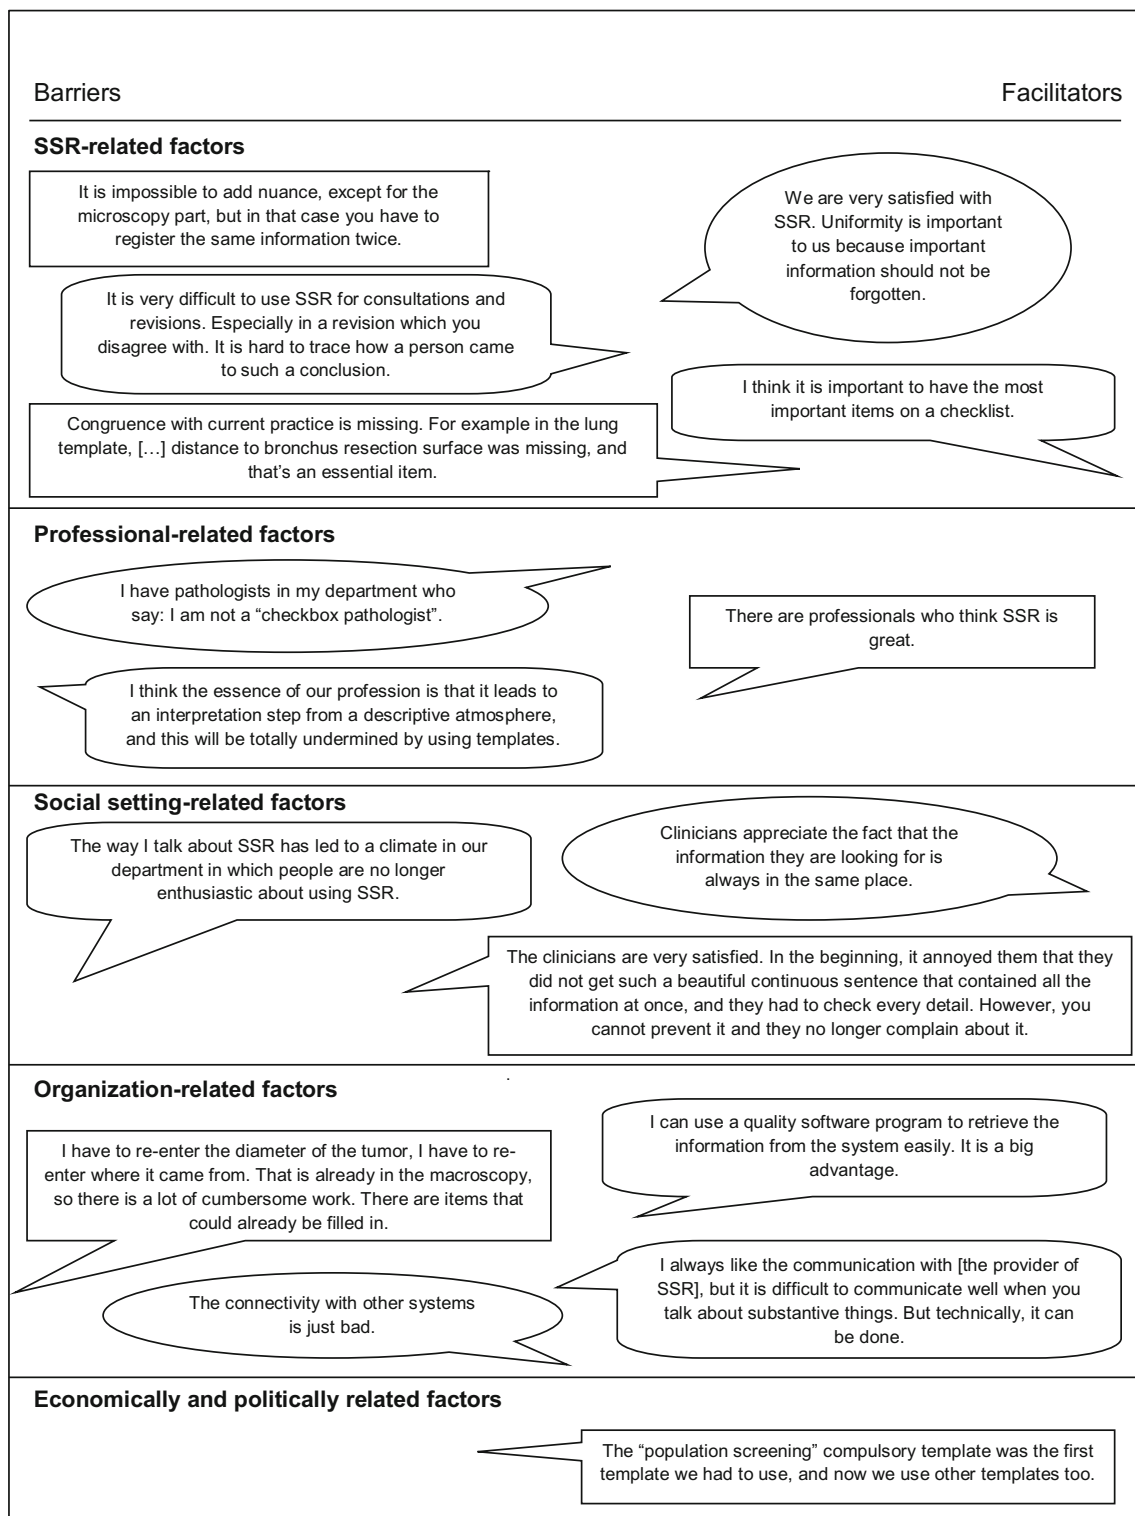 Barriers
Facilitators
SSR-related factors
It is impossible to add nuance, except for the
microscopy part, but in that case you have to
register the same information twice.
We are very satisfied with
SSR. Uniformity is important
to us because important
information should not be
forgotten.
It is very difficult to use SSR for consultations and
revisions. Especially in a revision which you
disagree with. It is hard to trace how a person came
to such a conclusion.
I think it is important to have the most
important items on a checklist.
Congruence with current practice is missing. For example in the lung
template, […] distance to bronchus resection surface was missing, and
that’s an essential item.
Professional-related factors
I have pathologists in my department who
say: I am not a “checkbox pathologist”.
There are professionals who think SSR is
great.
I think the essence of our profession is that it leads to
an interpretation step from a descriptive atmosphere,
and this will be totally undermined by using templates.
Social setting-related factors
The way I talk about SSR has led to a climate in our
department in which people are no longer
enthusiastic about using SSR.
Clinicians appreciate the fact that the
information they are looking for is
always in the same place.
The clinicians are very satisfied. In the beginning, it annoyed them that they
did not get such a beautiful continuous sentence that contained all the
information at once, and they had to check every detail. However, you
cannot prevent it and they no longer complain about it.
Organization-related factors
I can use a quality software program to retrieve the
information from the system easily. It is a big
advantage.
I have to re-enter the diameter of the tumor, I have to re-
enter where it came from. That is already in the macroscopy,
so there is a lot of cumbersome work. There are items that
could already be filled in.
I always like the communication with [the provider of
SSR], but it is difficult to communicate well when you
talk about substantive things. But technically, it can
be done.
The connectivity with other systems
is just bad.
Economically and politically related factors
The “population screening” compulsory template was the first
template we had to use, and now we use other templates too.